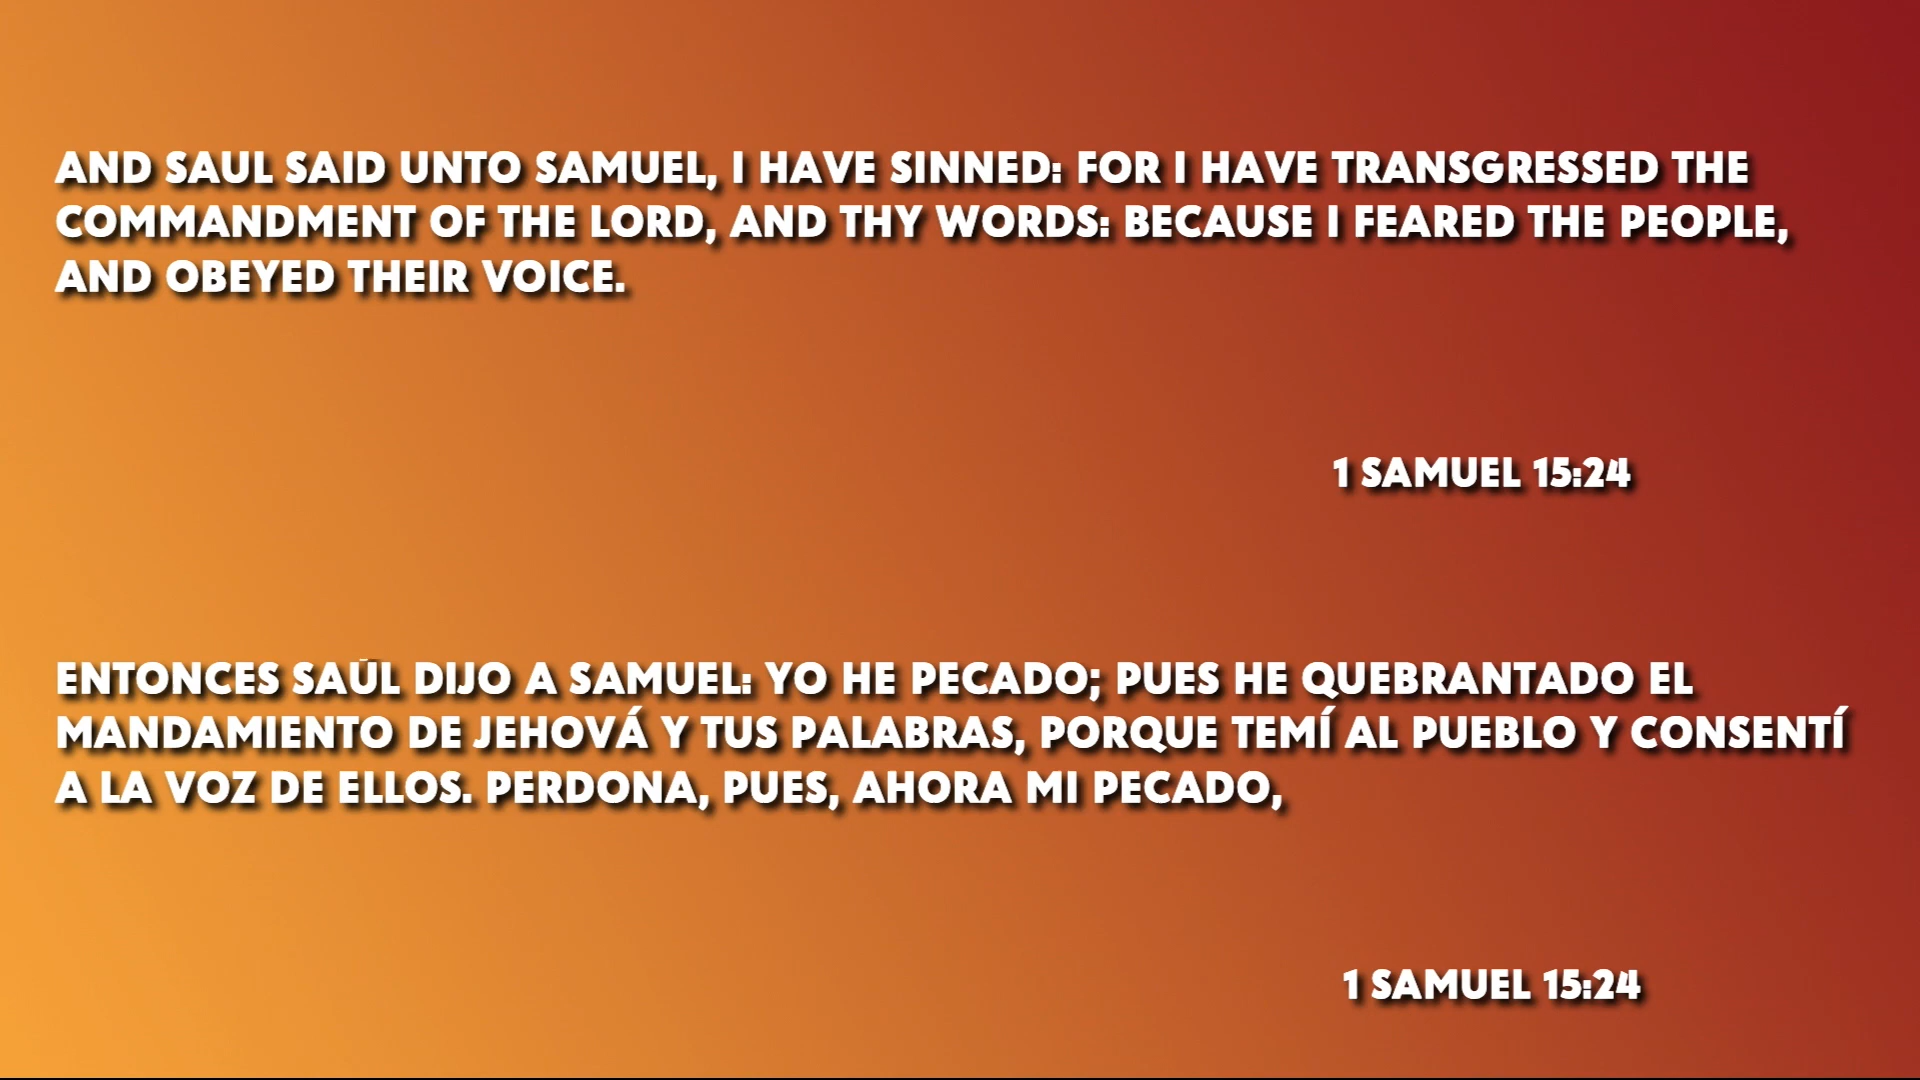 AND SAUL SAID UNTO SAMUEL, I HAVE SINNED: FOR I HAVE TRANSGRESSED THE
COMMANDMENT OF THE LORD, AND THY WORDS: BECAUSE I FEARED THE PEOPLE,
AND OBEYED THEIR VOICE.
1 SAMUEL 15:24
ENTONCES SAÚL DIJO A SAMUEL: YO HE PECADO; PUES HE QUEBRANTADO EL
MANDAMIENTO DE JEHOVÁ Y TUS PALABRAS, PORQUE TEMÍ AL PUEBLO Y CONSENTÍ
A LA VOZ DE ELLOS. PERDONA, PUES, AHORA MI PECADO,
1 SAMUEL 15:24